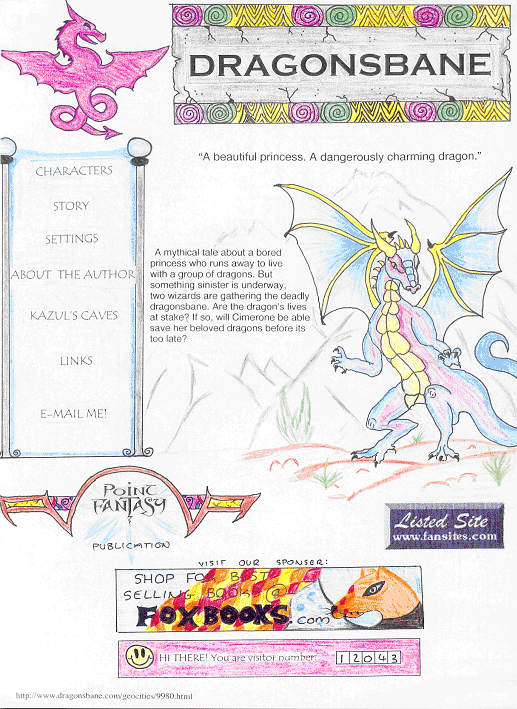 DRAGONSBANE
"A beautiful princess. A dangerously charming dragon."
CHARACTERS
STORY
SETTINGS
ABOUT THE AUTHOR
KAZUL'S CAVES
LINKS
E-MAIL ME!
A mythical tale about a bored
princess who runs away to live
with a group of dragons. But
something sinister is underway,
two wizards are gathering the deadly
dragonsbane. Are the dragon's lives
at stake? If so, will Cimerone be able
save her beloved dragons before its
too late?
POINT
FANTASY
PUBLICATION
Listed Site
www.fansites.com
VISIT OUR SPONSER:
SHOP FOR BEST
SELLING BOOKS @
FOXBOOKS.com
HI THERE! You are visitor number: 12043
http://www.dragonsbane.com/geocities/9980.html